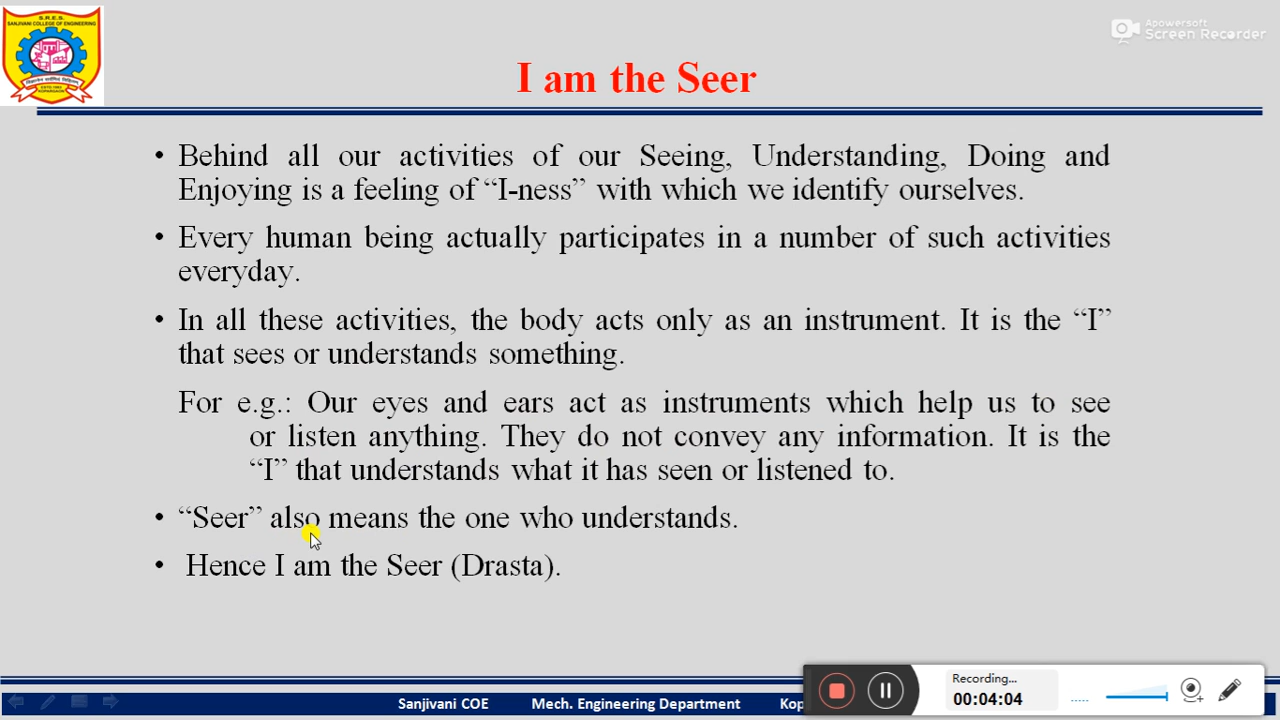 S.R.E.S.
SANJIVANI COLLEGE OF ENGINEERING
Apowersoft
Screen Recorder
I am the Seer
• Behind all our activities of our Seeing, Understanding, Doing and
Enjoying is a feeling of “I-ness” with which we identify ourselves.
• Every human being actually participates in a number of such activities
everyday.
• In all these activities, the body acts only as an instrument. It is the “I”
that sees or understands something.
For e.g.: Our eyes and ears act as instruments which help us to see
or listen anything. They do not convey any information. It is the
“I” that understands what it has seen or listened to.
• “Seer” also means the one who understands.
• Hence I am the Seer (Drasta).
Sanjivani COE Mech. Engineering Department Kop
Recording...
00:04:04